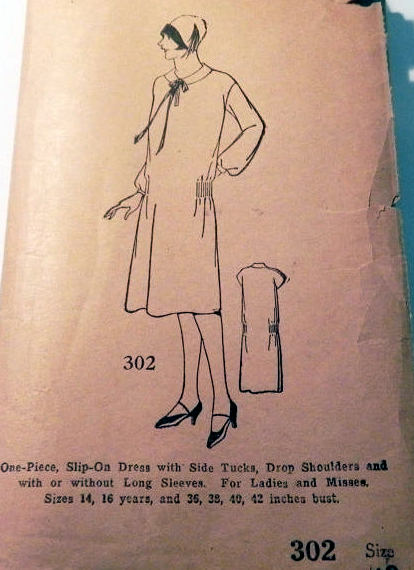 302
One-Piece, Slip-On Dress with Side Tucks, Drop Shoulders and
with or without Long Sleeves. For Ladies and Misses.
Sizes 14, 16 years, and 36, 38, 40, 42 inches bust.
302 Size